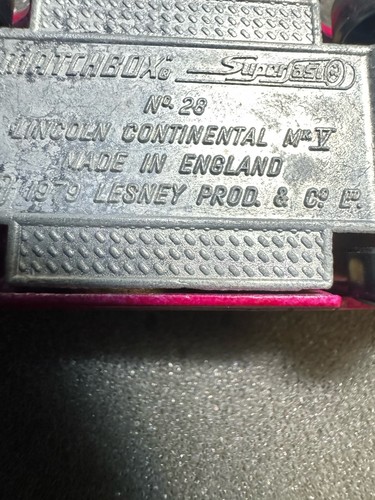 MATCHBOX® Superfast
Nº. 28
LINCOLN CONTINENTAL Mᴷ V
MADE IN ENGLAND
© 1979 LESNEY PROD. & Cº Lᵀᴰ